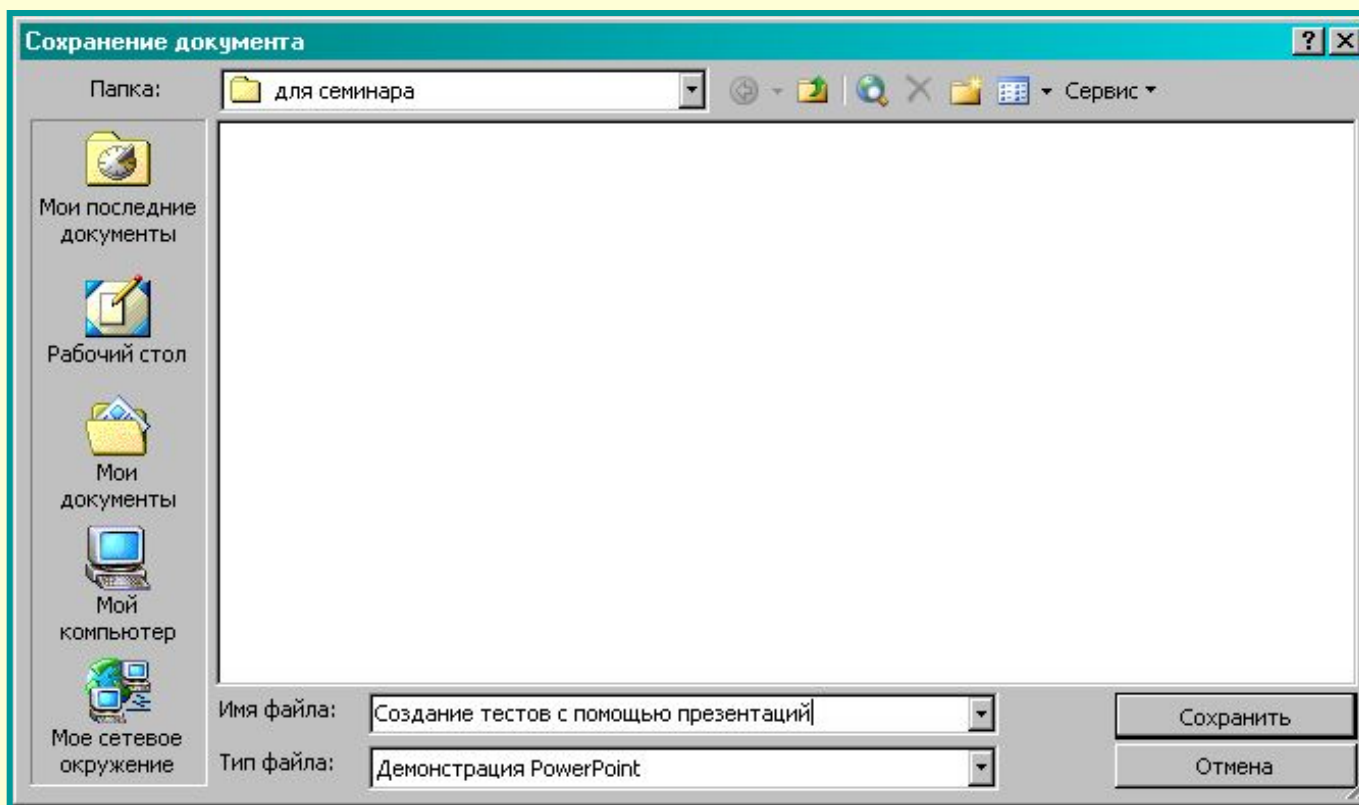 Сохранение документа
Папка:
для семинара
Сервис
Мои последние
документы
Рабочий стол
Мои
документы
Мой
компьютер
Мое сетевое
окружение
Имя файла:
Создание тестов с помощью презентаций
Сохранить
Тип файла:
Демонстрация PowerPoint
Отмена